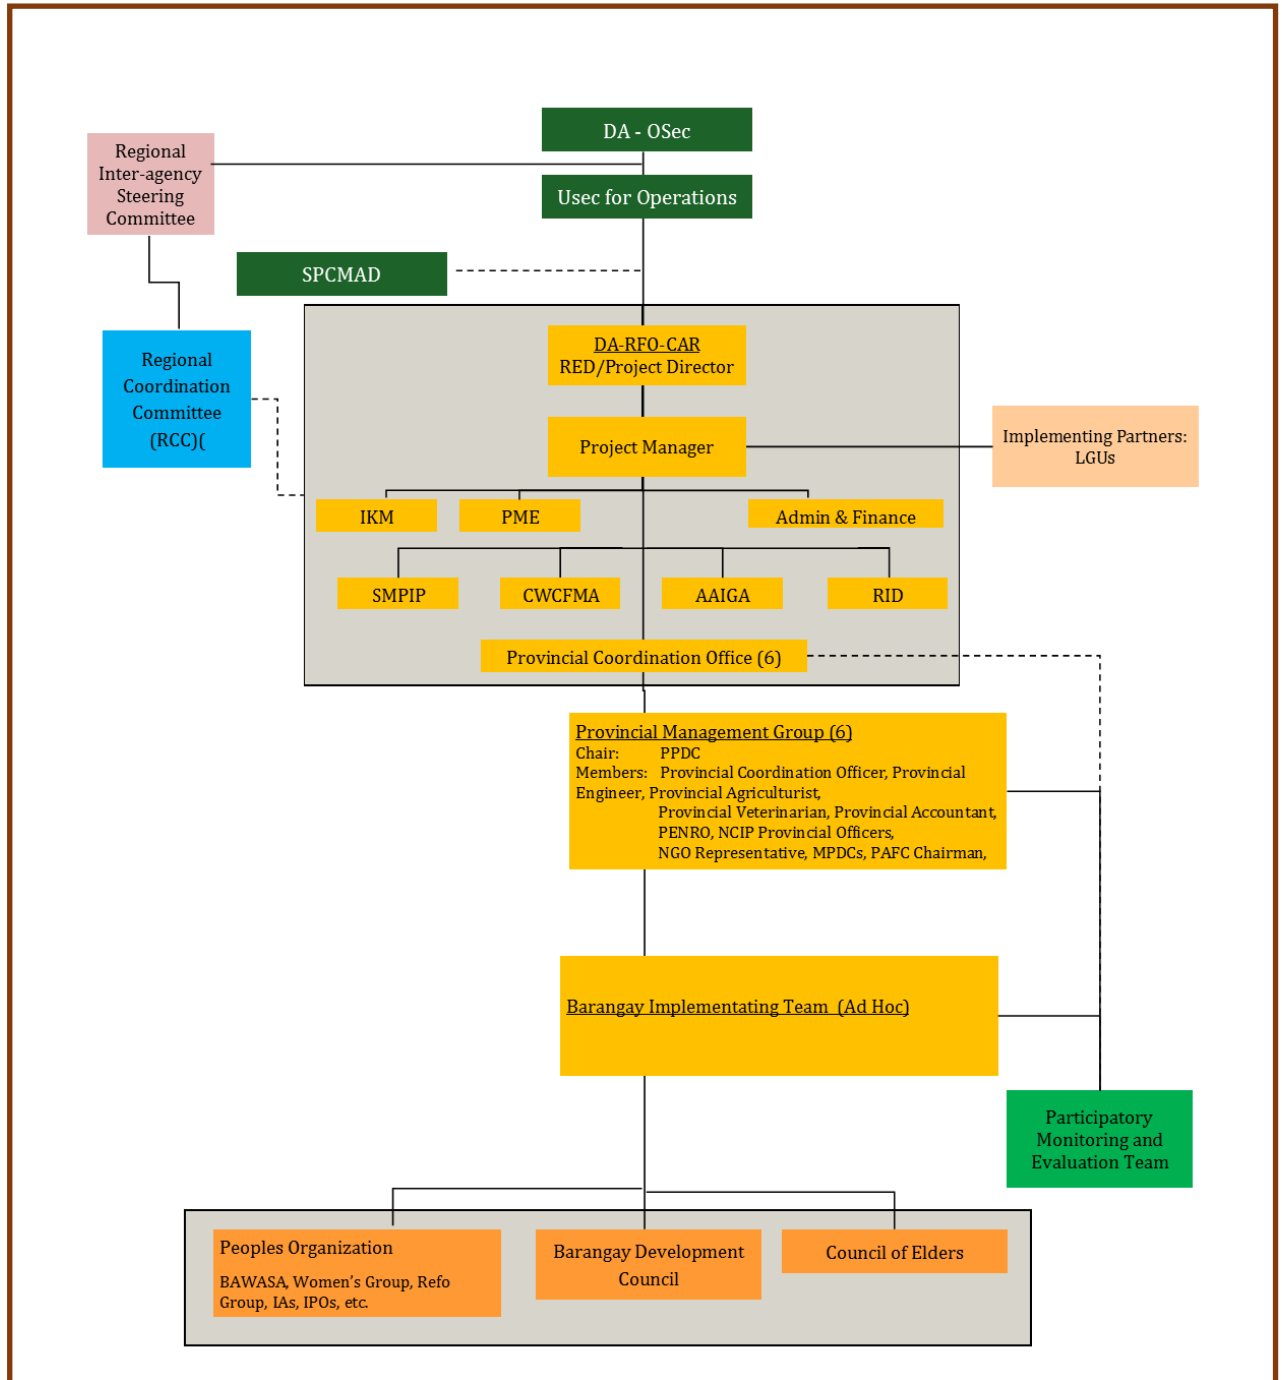 DA - OSec
Regional
Inter-agency
Steering
Committee
Usec for Operations
SPCMAD
DA-RFO-CAR
RED/Project Director
Regional
Coordination
Committee
(RCC)(
Project Manager
Implementing Partners:
LGUs
IKM
PME
Admin & Finance
SMPIP
CWCFMA
AAIGA
RID
Provincial Coordination Office (6)
Provincial Management Group (6)
Chair: PPDC
Members: Provincial Coordination Officer, Provincial
Engineer, Provincial Agriculturist,
Provincial Veterinarian, Provincial Accountant,
PENRO, NCIP Provincial Officers,
NGO Representative, MPDCs, PAFC Chairman,
Barangay Implementating Team (Ad Hoc)
Participatory
Monitoring and
Evaluation Team
Peoples Organization
BAWASA, Women’s Group, Refo
Group, IAs, IPOs, etc.
Barangay Development
Council
Council of Elders